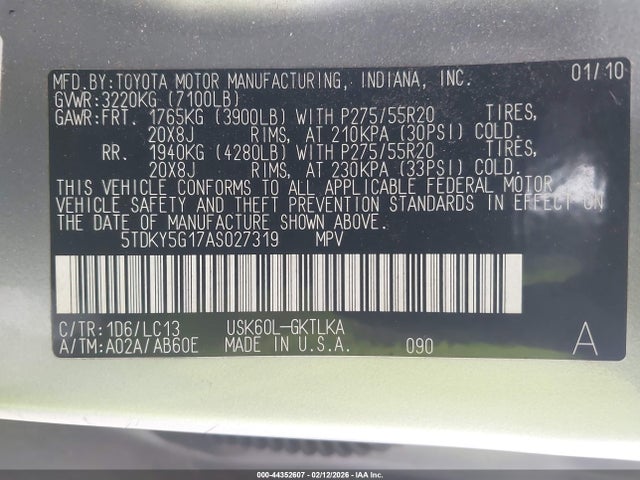 MFD.BY:TOYOTA MOTOR MANUFACTURING, INDIANA, INC. 01/10
GVWR:3220KG (7100LB)
GAWR:FRT. 1765KG (3900LB) WITH P275/55R20 TIRES,
20X8J RIMS, AT 210KPA (30PSI) COLD.
RR. 1940KG (4280LB) WITH P275/55R20 TIRES,
20X8J RIMS, AT 230KPA (33PSI) COLD.
THIS VEHICLE CONFORMS TO ALL APPLICABLE FEDERAL MOTOR
VEHICLE SAFETY AND THEFT PREVENTION STANDARDS IN EFFECT ON
THE DATE OF MANUFACTURE SHOWN ABOVE.
5TDKY5G17AS027319 MPV
C/TR:1D6/LC13 USK60L-GKTLKA
A/TM:A02A/AB60E MADE IN U.S.A. 090 A
000-44352607 - 02/12/2026 - IAA Inc.